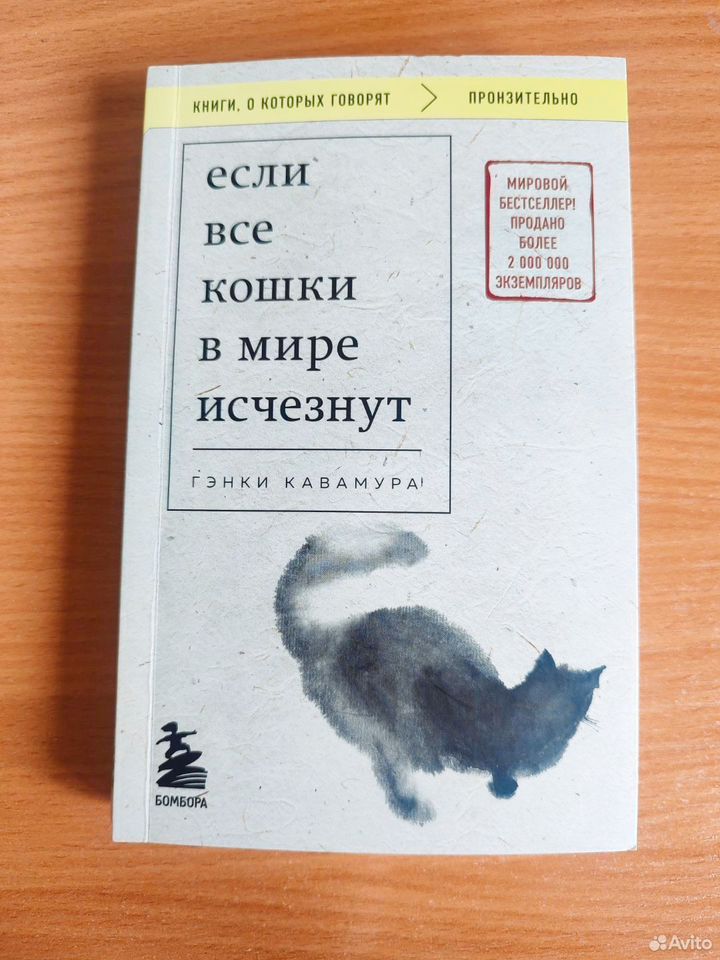 КНИГИ, О КОТОРЫХ ГОВОРЯТ > ПРОНЗИТЕЛЬНО
если
все
кошки
в мире
исчезнут
ГЭНКИ КАВАМУРА
МИРОВОЙ
БЕСТСЕЛЛЕР!
ПРОДАНО
БОЛЕЕ
2 000 000
ЭКЗЕМПЛЯРОВ
БОМБОРА
Avito